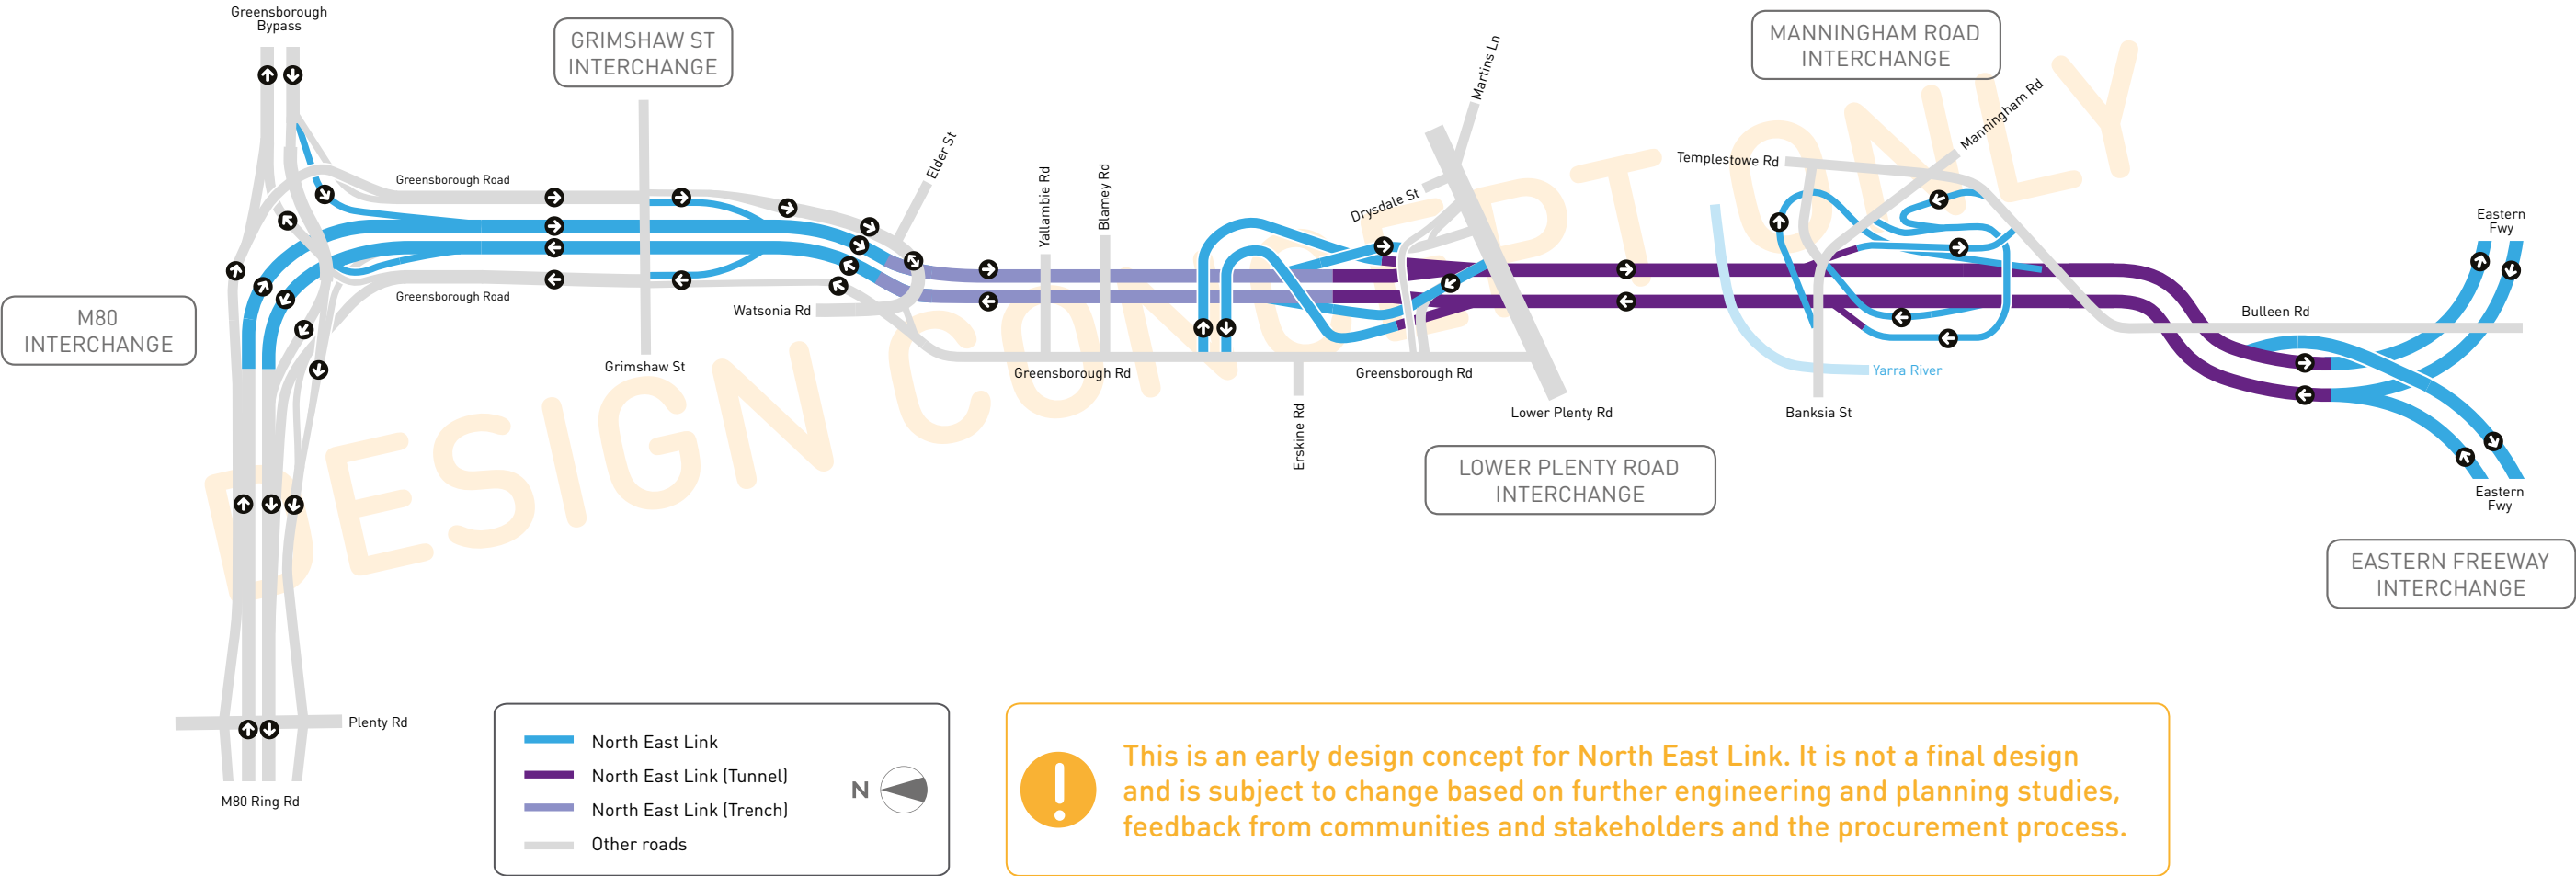 Greensborough
Bypass
GRIMSHAW ST
INTERCHANGE
MANNINGHAM ROAD
INTERCHANGE
Martins Ln
Manningham Rd
Elder St
Templestowe Rd
Yallambie Rd
Blamey Rd
Greensborough Road
Drysdale St
Eastern
Fwy
Greensborough Road
M80
INTERCHANGE
Watsonia Rd
Bulleen Rd
Grimshaw St
Greensborough Rd
Greensborough Rd
Yarra River
Erskine Rd
Lower Plenty Rd
Banksia St
LOWER PLENTY ROAD
INTERCHANGE
Eastern
Fwy
EASTERN FREEWAY
INTERCHANGE
DESIGN CONCEPT ONLY
Plenty Rd
M80 Ring Rd
North East Link
North East Link (Tunnel)
North East Link (Trench)
Other roads
N
!
This is an early design concept for North East Link. It is not a final design
and is subject to change based on further engineering and planning studies,
feedback from communities and stakeholders and the procurement process.